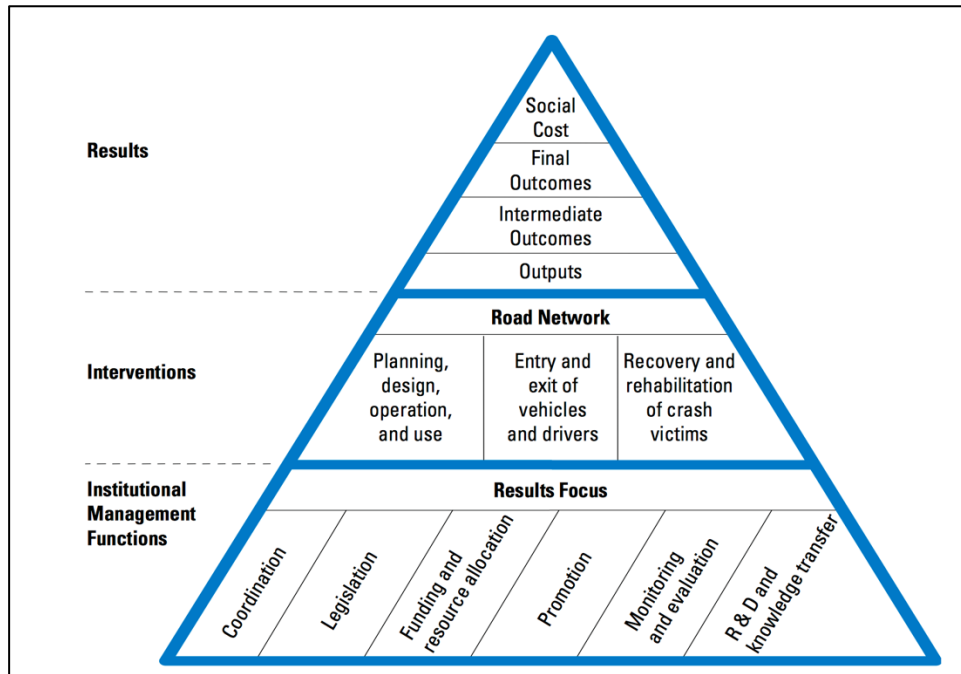 Social
Cost
Results
Final
Outcomes
Intermediate
Outcomes
Outputs
Road Network
Interventions
Planning,
design,
operation,
and use
Entry and
exit of
vehicles
and drivers
Recovery and
rehabilitation
of crash
victims
Institutional
Management
Functions
Results Focus
Coordination
Legislation
Funding and
resource allocation
Promotion
Monitoring
and evaluation
R & D and
knowledge transfer